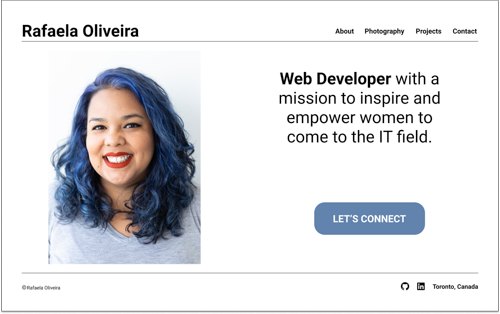 Rafaela Oliveira
About Photography Projects Contact
Web Developer with a
mission to inspire and
empower women to
come to the IT field.
LET'S CONNECT
©Rafaela Oliveira
Toronto, Canada